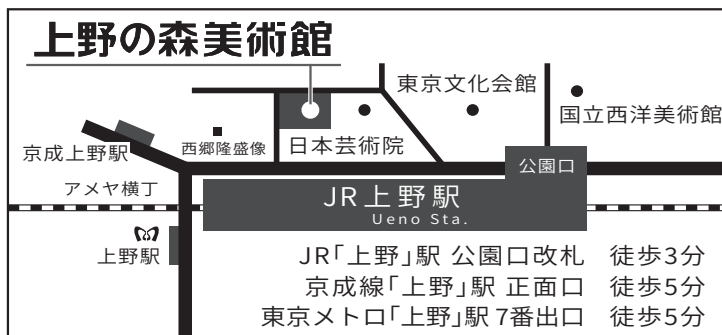 上野の森美術館
東京文化会館
国立西洋美術館
京成上野駅
西郷隆盛像
日本芸術院
公園口
アメヤ横丁
JR上野駅
Ueno Sta.
上野駅
JR「上野」駅 公園口改札 徒歩3分
京成線「上野」駅 正面口 徒歩5分
東京メトロ「上野」駅 7番出口 徒歩5分